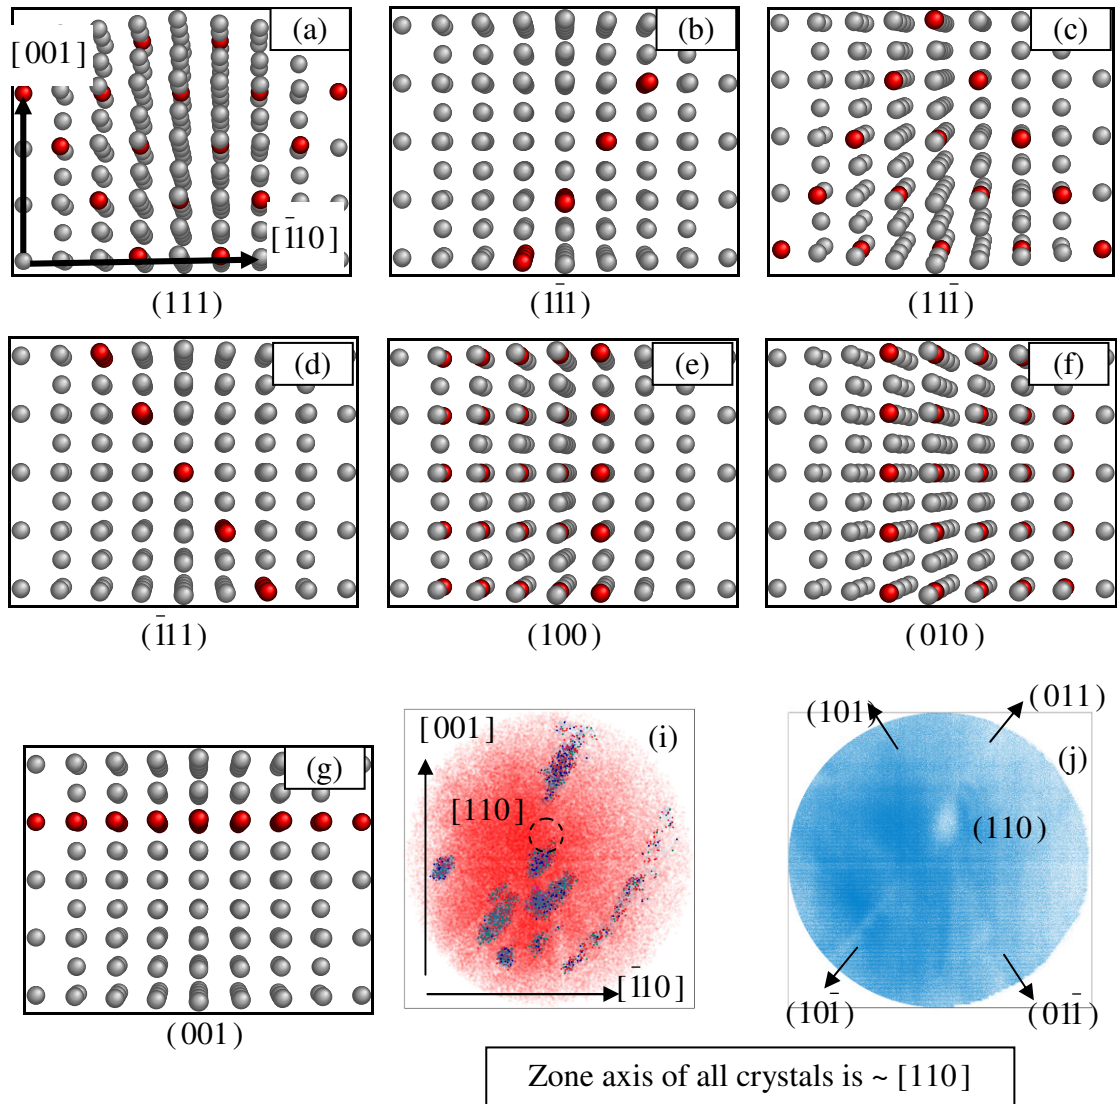 (a)
[001]
[1̄10]
(111)
(b)
(11̄1)
(c)
(111̄)
(d)
(1̄11)
(e)
(100)
(f)
(010)
(g)
(001)
[001]
(i)
[110]
[1̄10]
(101)
(011)
(j)
(110)
(101̄)
(011̄)
Zone axis of all crystals is ~ [110]